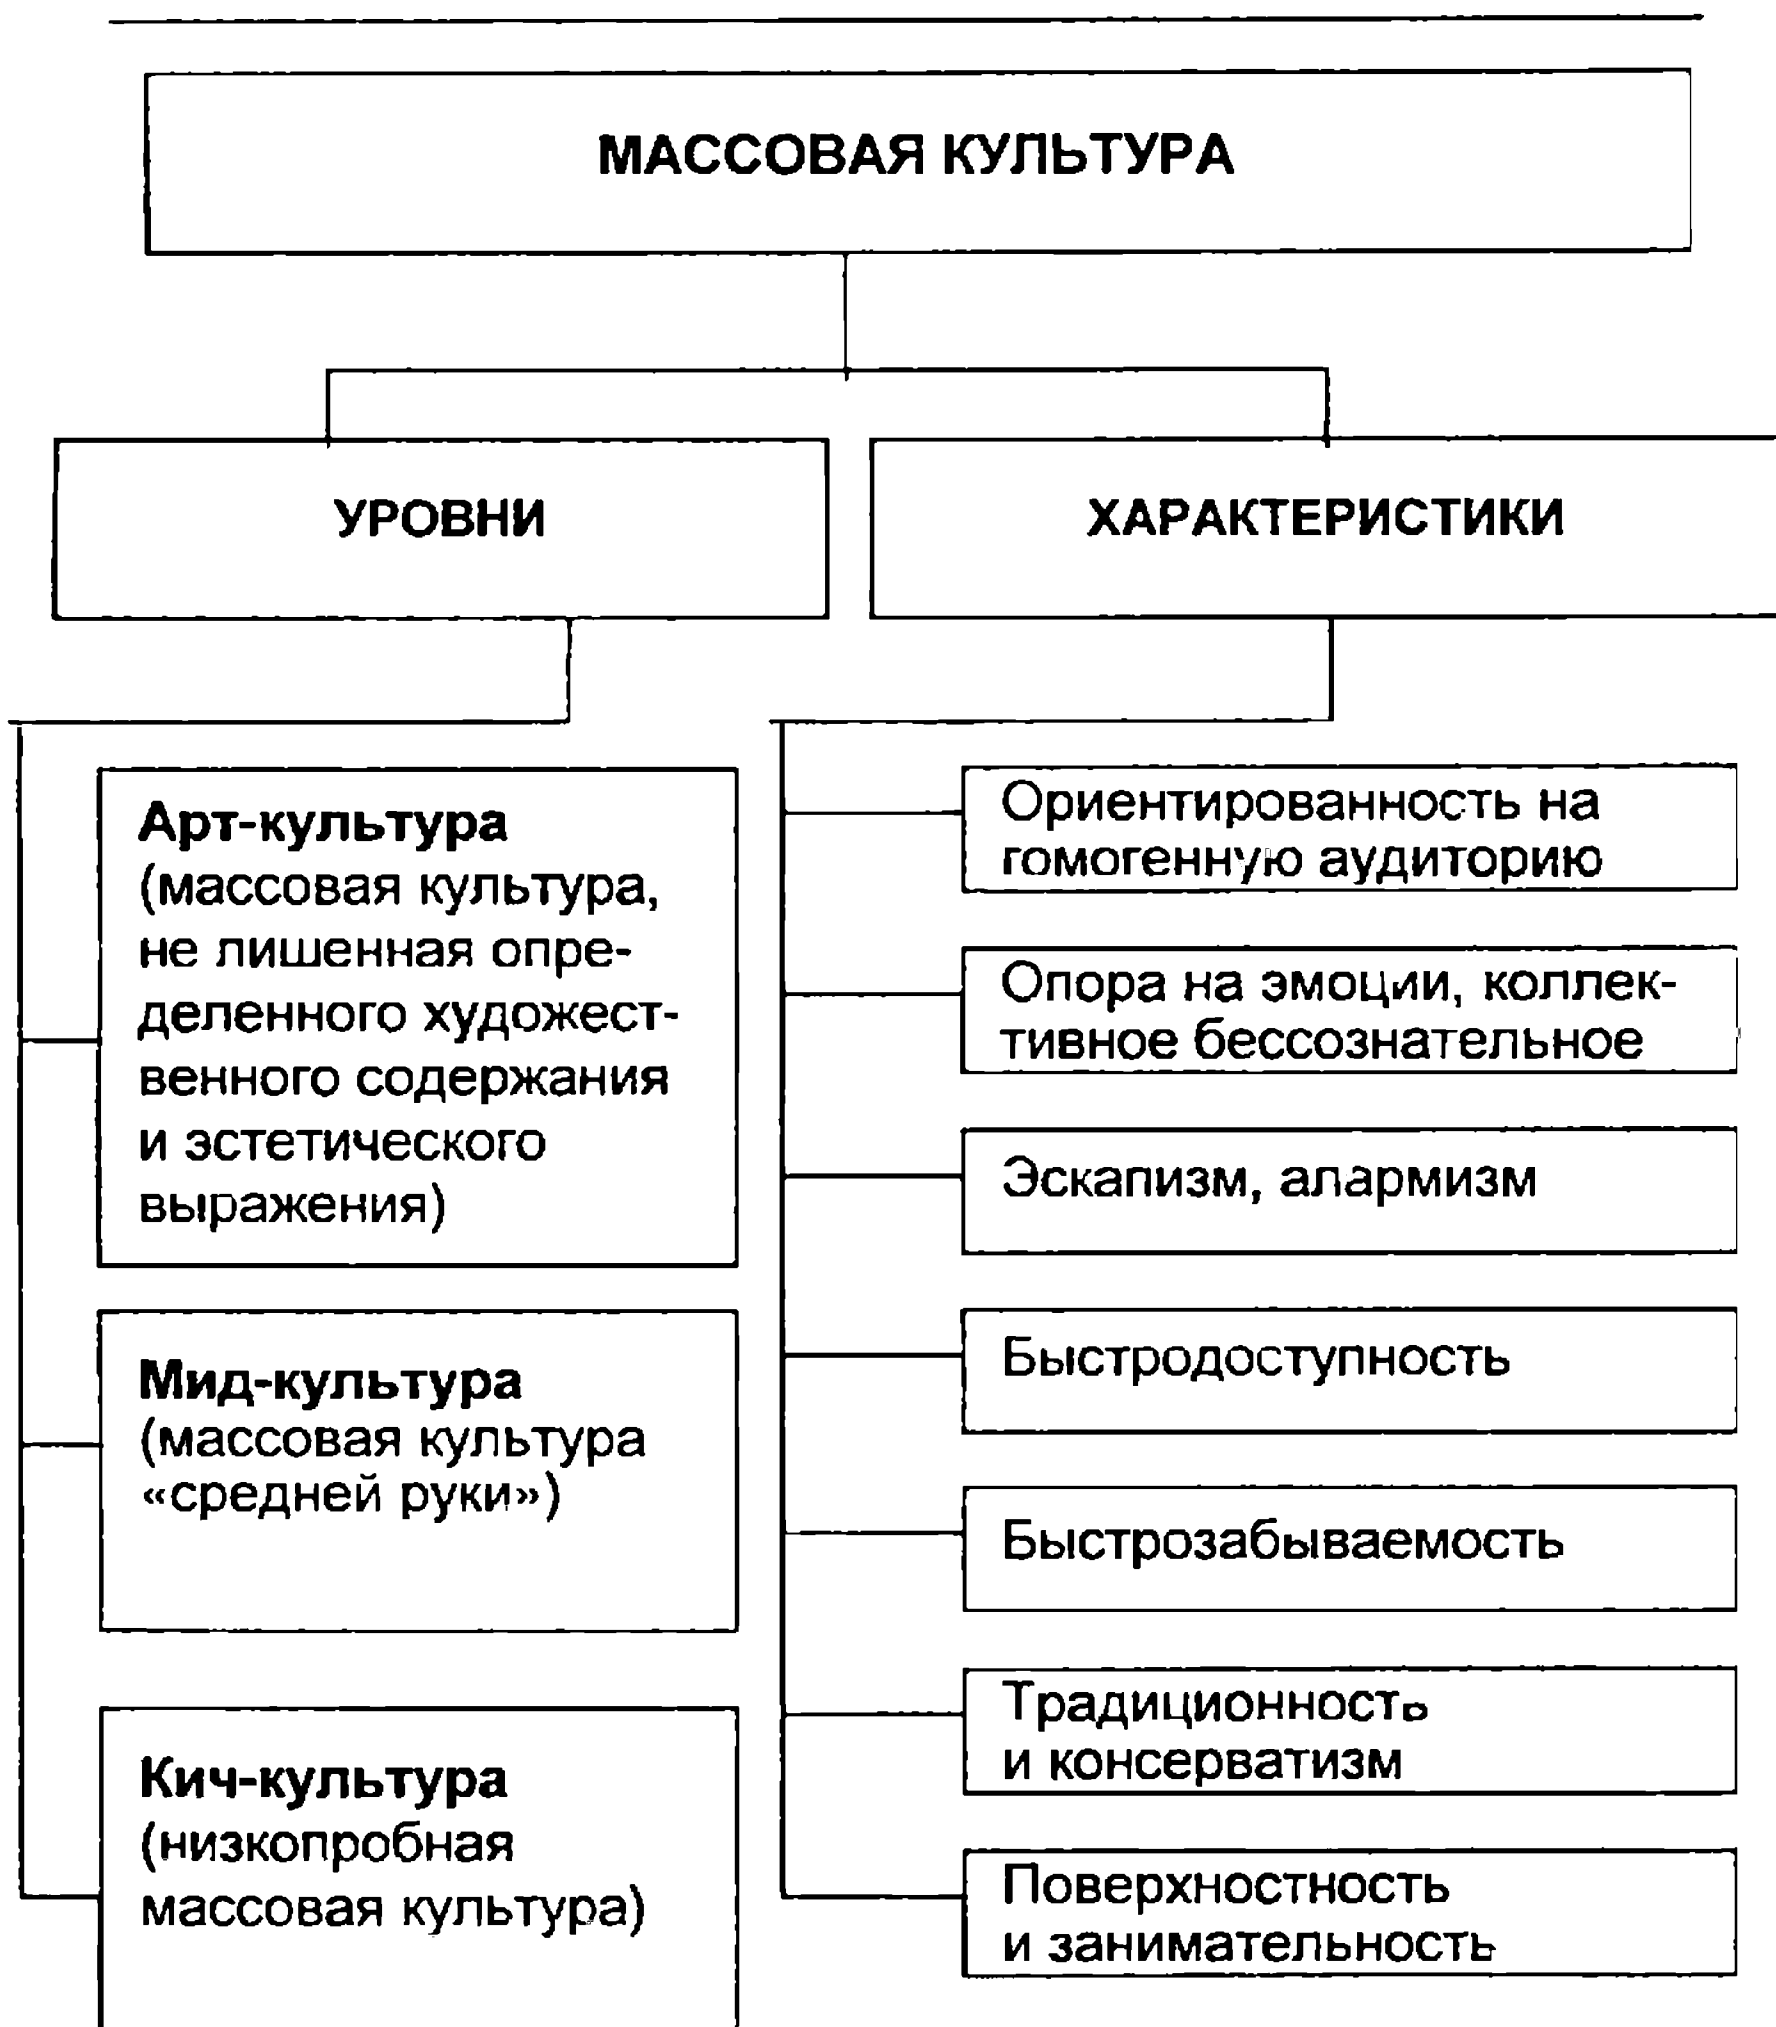 МАССОВАЯ КУЛЬТУРА
УРОВНИ
ХАРАКТЕРИСТИКИ
Арт-культура
(массовая культура,
не лишенная опре-
деленного художест-
венного содержания
и эстетического
выражения)
Мид-культура
(массовая культура
«средней руки»)
Кич-культура
(низкопробная
массовая культура)
Ориентированность на
гомогенную аудиторию
Опора на эмоции, коллек-
тивное бессознательное
Эскапизм, алармизм
Быстродоступность
Быстрозабываемость
Традиционность
и консерватизм
Поверхностность
и занимательность